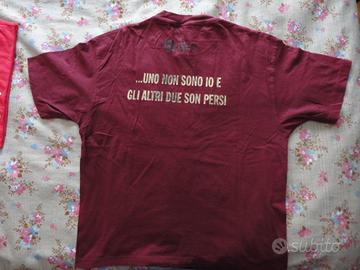 ...UNO NON SONO IO E
GLI ALTRI DUE SON PERSI
subito